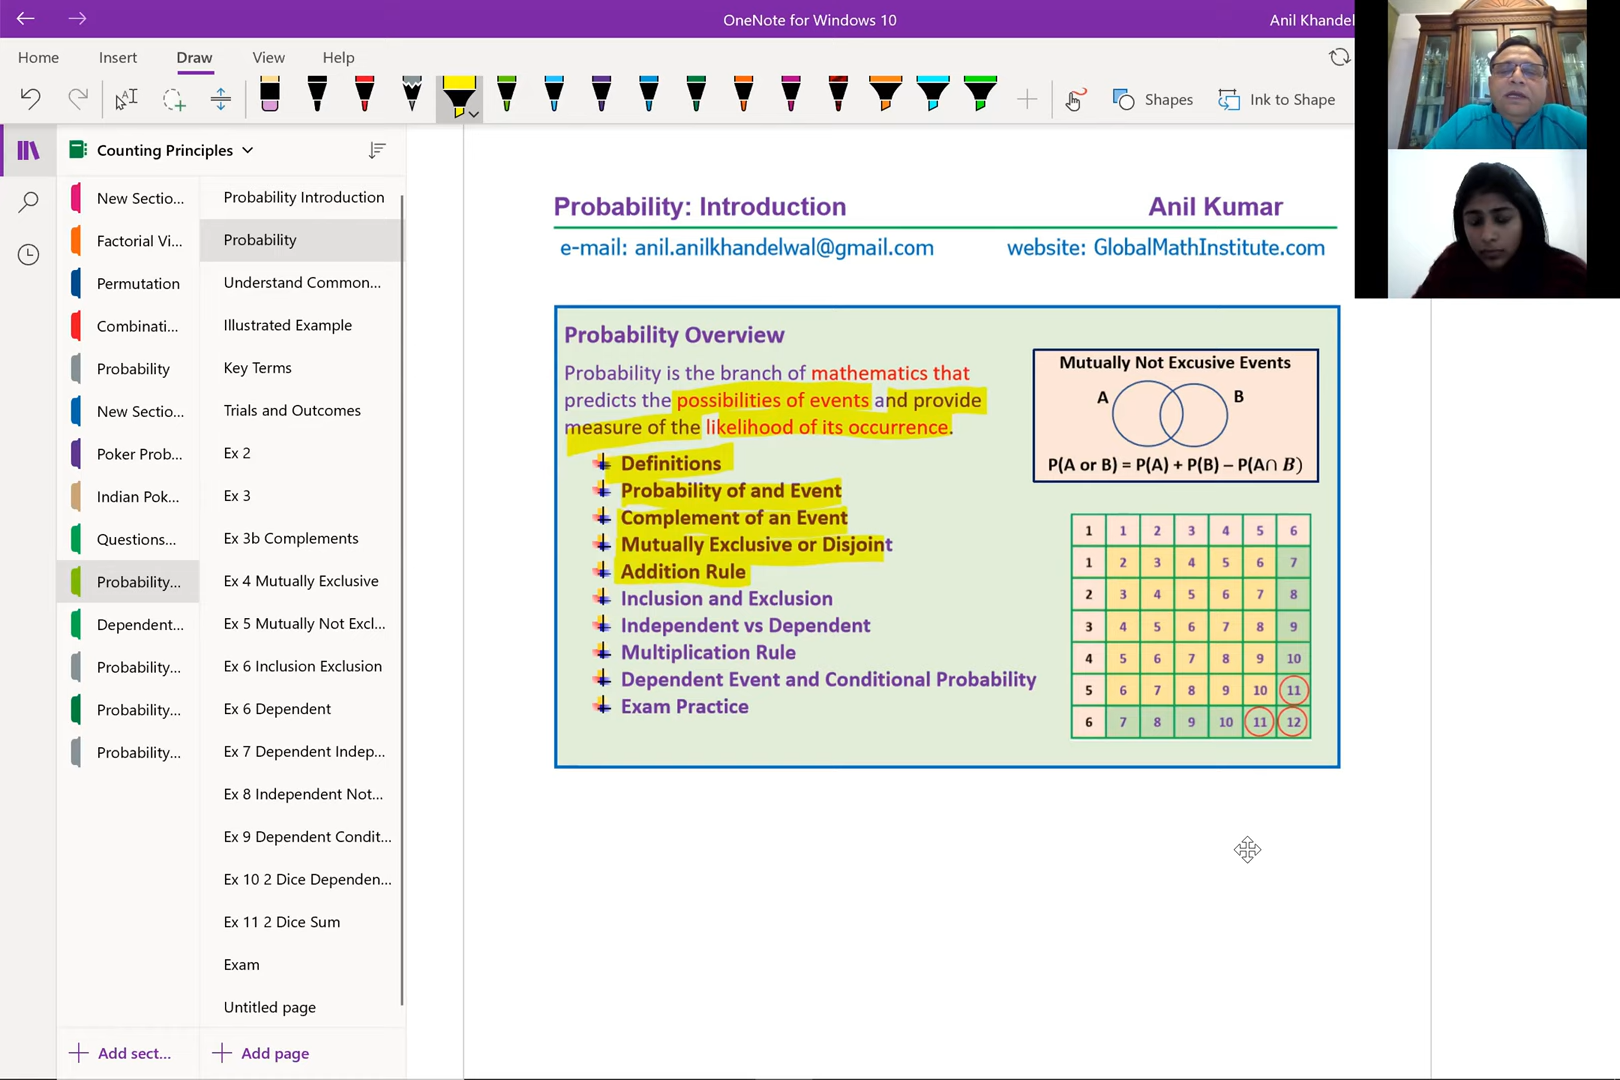 OneNote for Windows 10
Anil Khandel
Home Insert Draw View Help
Shapes
Ink to Shape
Counting Principles
New Sectio...
Factorial Vi...
Permutation
Combinati...
Probability
New Sectio...
Poker Prob...
Indian Pok...
Questions...
Probability...
Dependent...
Probability...
Probability...
Probability...
Add sect...
Probability Introduction
Probability
Understand Common...
Illustrated Example
Key Terms
Trials and Outcomes
Ex 2
Ex 3
Ex 3b Complements
Ex 4 Mutually Exclusive
Ex 5 Mutually Not Excl...
Ex 6 Inclusion Exclusion
Ex 6 Dependent
Ex 7 Dependent Indep...
Ex 8 Independent Not...
Ex 9 Dependent Condit...
Ex 10 2 Dice Dependen...
Ex 11 2 Dice Sum
Exam
Untitled page
Add page
Probability: Introduction Anil Kumar
e-mail: anil.anilkhandelwal@gmail.com website: GlobalMathInstitute.com
Probability Overview
Probability is the branch of mathematics that
predicts the possibilities of events and provide
measure of the likelihood of its occurrence.
Definitions
Probability of and Event
Complement of an Event
Mutually Exclusive or Disjoint
Addition Rule
Inclusion and Exclusion
Independent vs Dependent
Multiplication Rule
Dependent Event and Conditional Probability
Exam Practice
Mutually Not Excusive Events
A B
P(A or B) = P(A) + P(B) – P(A∩ B)
1 1 2 3 4 5 6
1 2 3 4 5 6 7
2 3 4 5 6 7 8
3 4 5 6 7 8 9
4 5 6 7 8 9 10
5 6 7 8 9 10 11
6 7 8 9 10 11 12